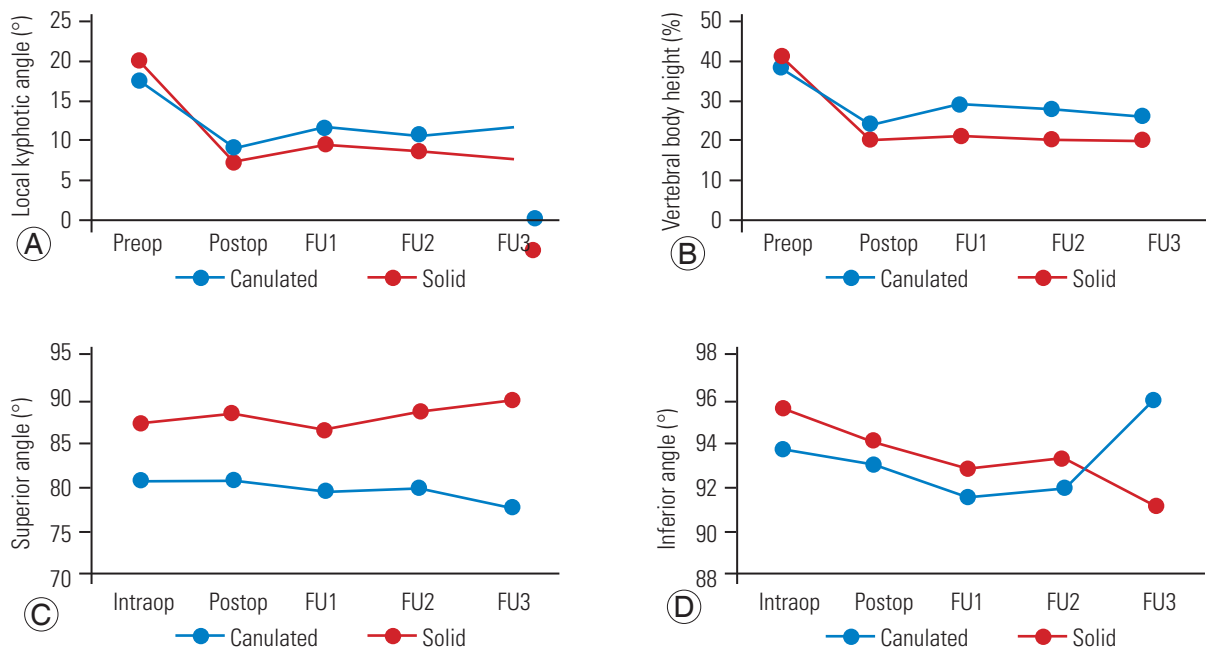 Local kyphotic angle (°)
25
20
15
10
5
0
Preop Postop FU1 FU2 FU3
A
Canulated Solid
Vertebral body height (%)
50
40
30
20
10
0
Preop Postop FU1 FU2 FU3
B
Canulated Solid
Superior angle (°)
95
90
85
80
75
70
Intraop Postop FU1 FU2 FU3
C
Canulated Solid
Inferior angle (°)
98
96
94
92
90
88
Intraop Postop FU1 FU2 FU3
D
Canulated Solid